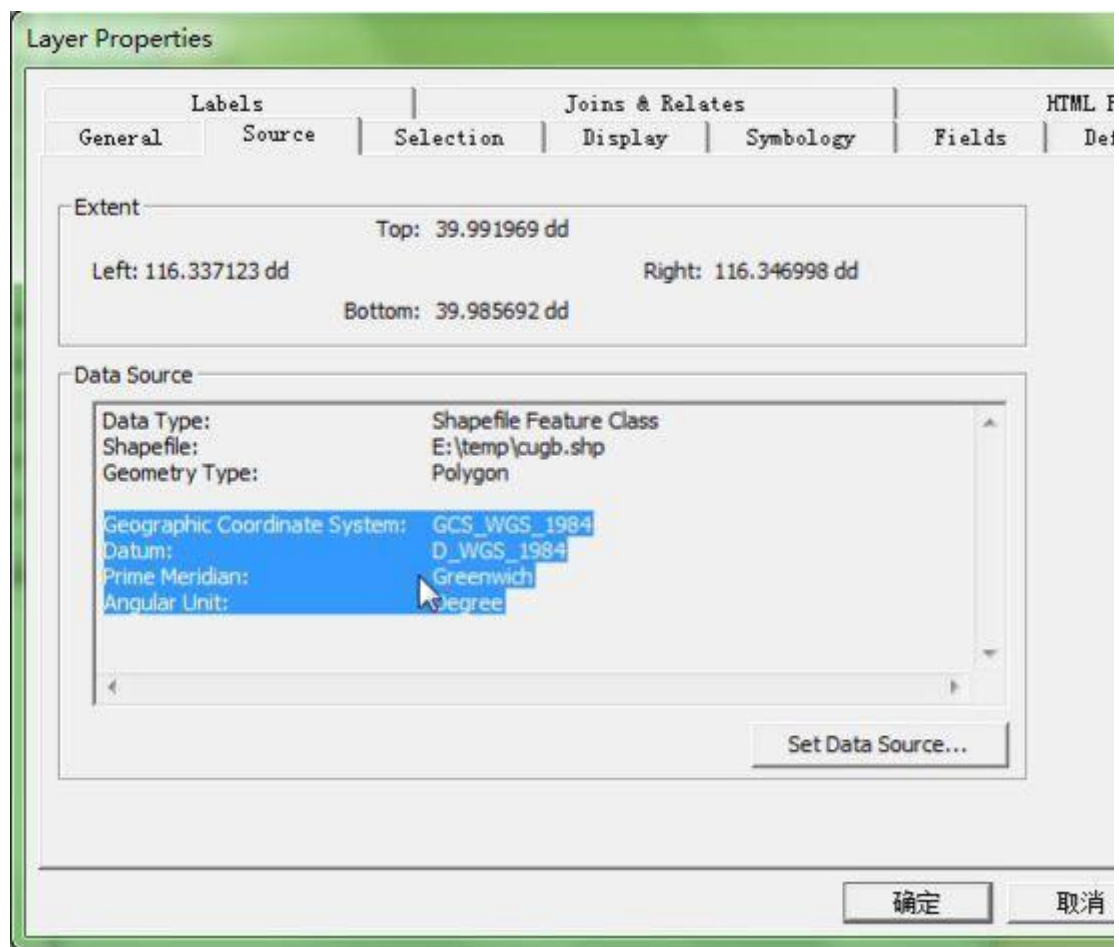 Layer Properties
Labels Joins & Relates HTML
General Source Selection Display Symbology Fields
Extent
Top: 39.991969 dd
Left: 116.337123 dd Right: 116.346998 dd
Bottom: 39.985692 dd
Data Source
Data Type: Shapefile Feature Class
Shapefile: E:\temp\cugb.shp
Geometry Type: Polygon
Geographic Coordinate System: GCS_WGS_1984
Datum: D_WGS_1984
Prime Meridian: Greenwich
Angular Unit: Degree
Set Data Source...
确定 取消